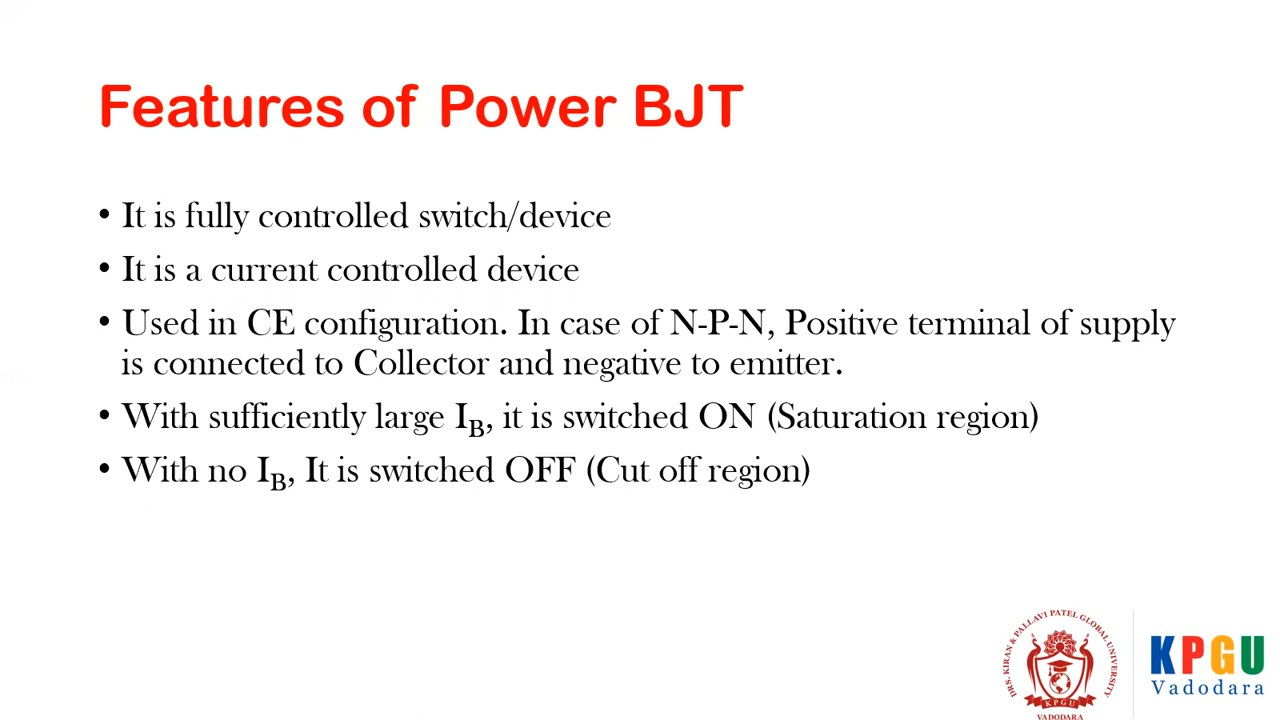 Features of Power BJT
• It is fully controlled switch/device
• It is a current controlled device
• Used in CE configuration. In case of N-P-N, Positive terminal of supply
is connected to Collector and negative to emitter.
• With sufficiently large I_B, it is switched ON (Saturation region)
• With no I_B, It is switched OFF (Cut off region)
DRS. KIRAN & PALLAVI PATEL GLOBAL UNIVERSITY
KPGU
VADODARA
KPGU
Vadodara